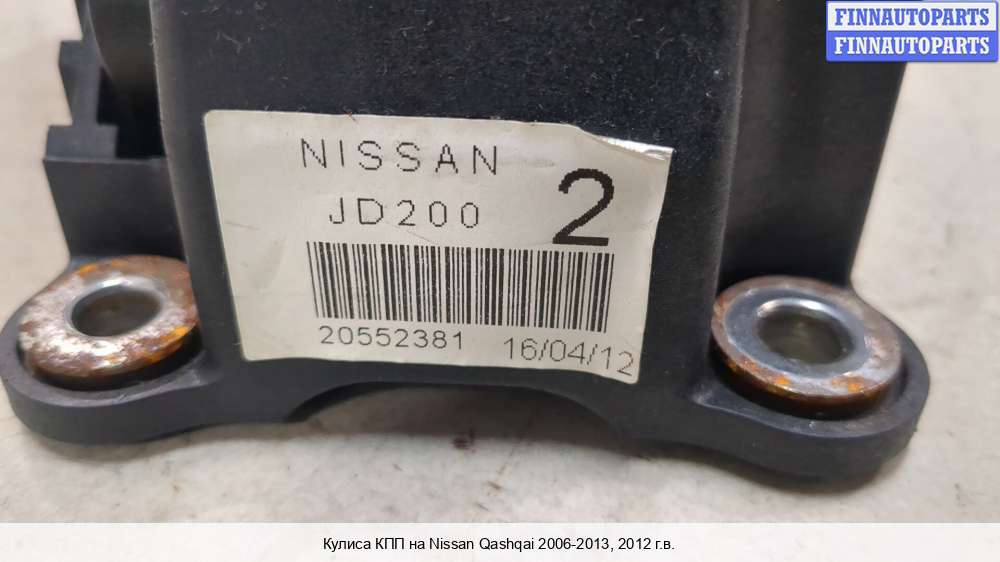 FINNAUTOPARTS
FINNAUTOPARTS
NISSAN
JD200 2
20552381 16/04/12
Кулиса КПП на Nissan Qashqai 2006-2013, 2012 г.в.